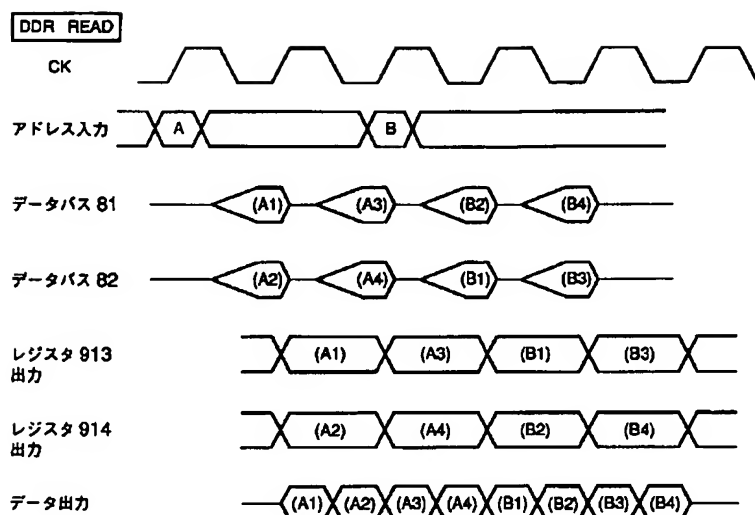 DDR READ
CK
アドレス入力 A B
データバス 81 (A1) (A3) (B2) (B4)
データバス 82 (A2) (A4) (B1) (B3)
レジスタ 913
出力 (A1) (A3) (B1) (B3)
レジスタ 914
出力 (A2) (A4) (B2) (B4)
データ出力 (A1) (A2) (A3) (A4) (B1) (B2) (B3) (B4)